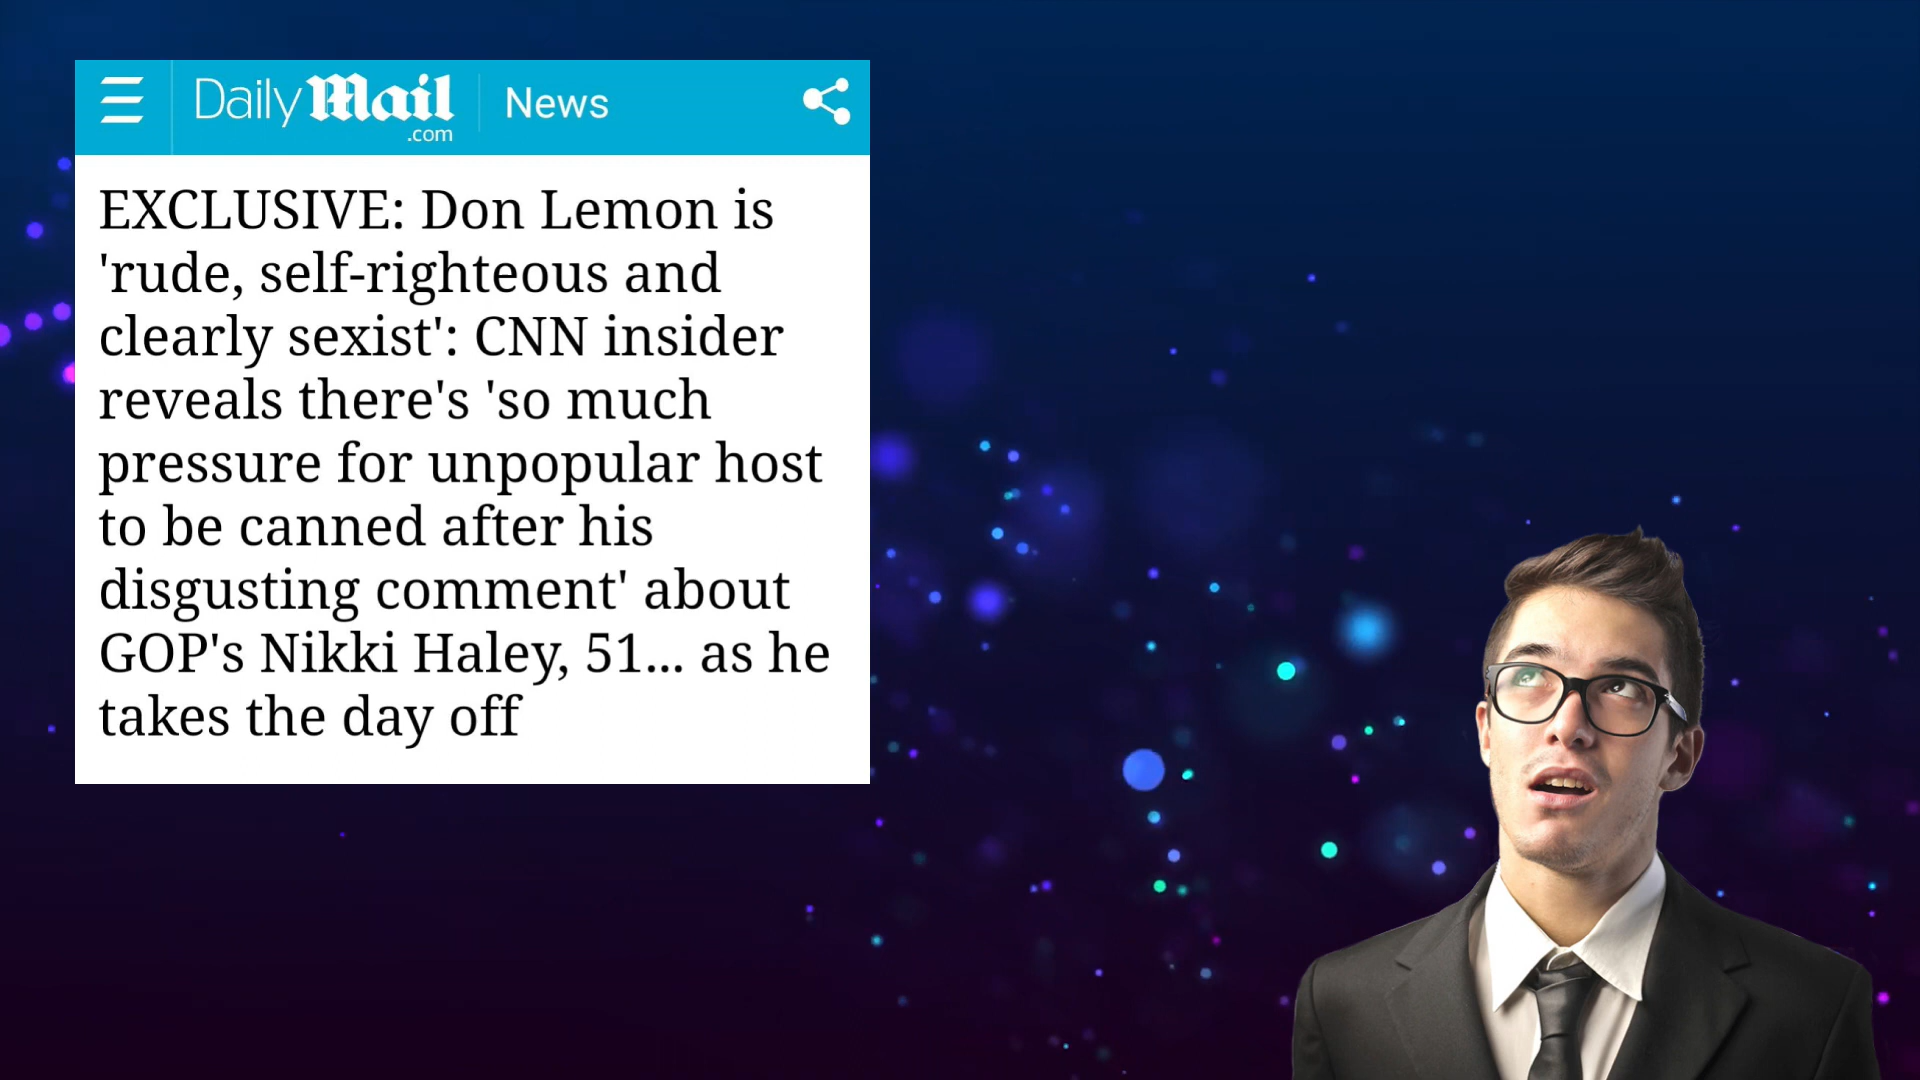 Daily Mail
.com
News
EXCLUSIVE: Don Lemon is
'rude, self-righteous and
clearly sexist': CNN insider
reveals there's 'so much
pressure for unpopular host
to be canned after his
disgusting comment' about
GOP's Nikki Haley, 51... as he
takes the day off